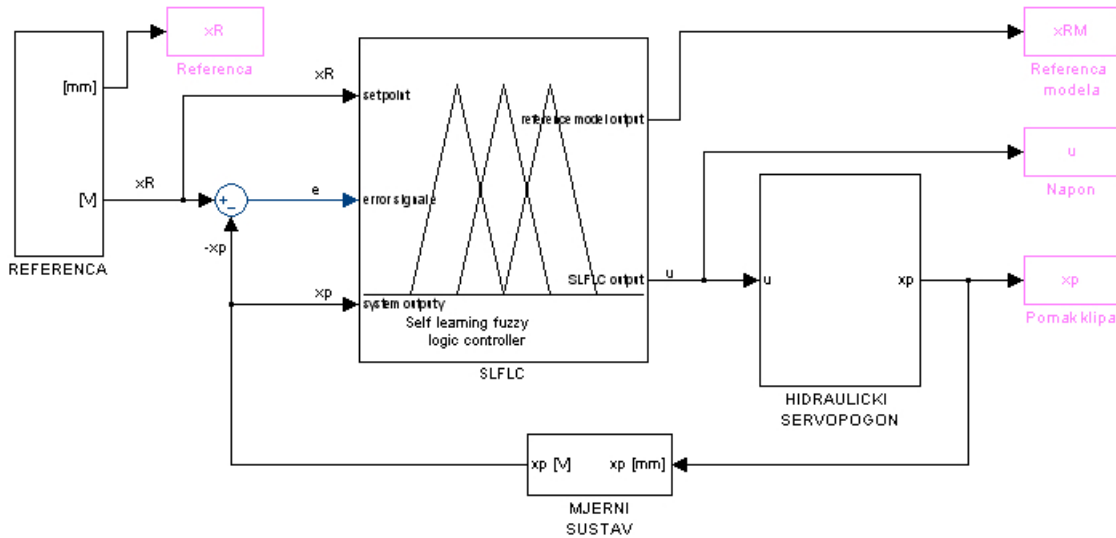 xR
Referenca
[mm]
[V]
REFERENCA
xR
xR
e
-xp
xp
setpoint
error signal e
system output y
reference model output
SLFLC output
Self learning fuzzy
logic controller
SLFLC
u
u
xp
HIDRAULICKI
SERVOPOGON
xRM
Referenca
modela
u
Napon
xp
Pomak klipa
xp [V]
xp [mm]
MJERNI
SUSTAV